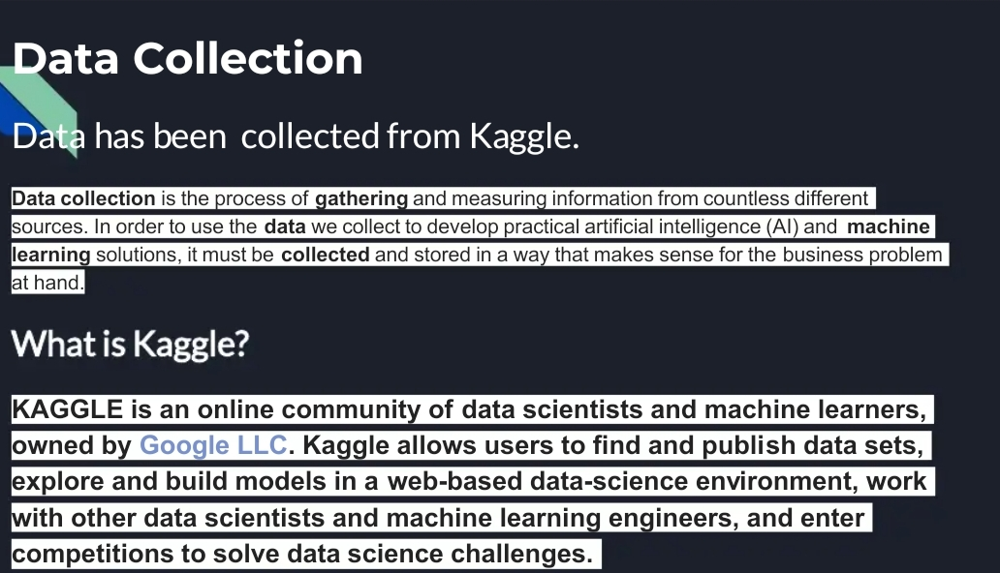 Data Collection
Data has been collected from Kaggle.
Data collection is the process of gathering and measuring information from countless different
sources. In order to use the data we collect to develop practical artificial intelligence (AI) and machine
learning solutions, it must be collected and stored in a way that makes sense for the business problem
at hand.
What is Kaggle?
KAGGLE is an online community of data scientists and machine learners,
owned by Google LLC. Kaggle allows users to find and publish data sets,
explore and build models in a web-based data-science environment, work
with other data scientists and machine learning engineers, and enter
competitions to solve data science challenges.